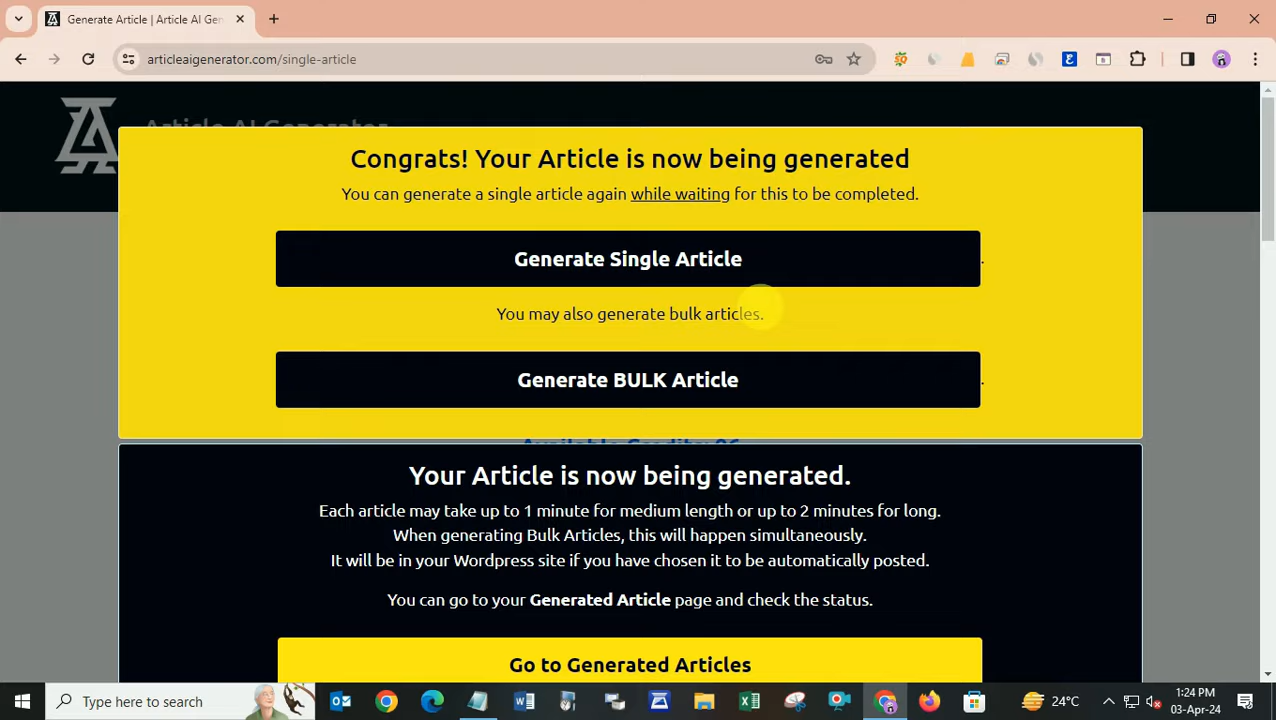 Generate Article | Article AI Gen
articleaigenerator.com/single-article
Article AI Generator
Congrats! Your Article is now being generated
You can generate a single article again while waiting for this to be completed.
Generate Single Article
.
You may also generate bulk articles.
Generate BULK Article
.
Available Credits: 96
Your Article is now being generated.
Each article may take up to 1 minute for medium length or up to 2 minutes for long.
When generating Bulk Articles, this will happen simultaneously.
It will be in your Wordpress site if you have chosen it to be automatically posted.
You can go to your Generated Article page and check the status.
Go to Generated Articles
Type here to search
24°C
1:24 PM
03-Apr-24